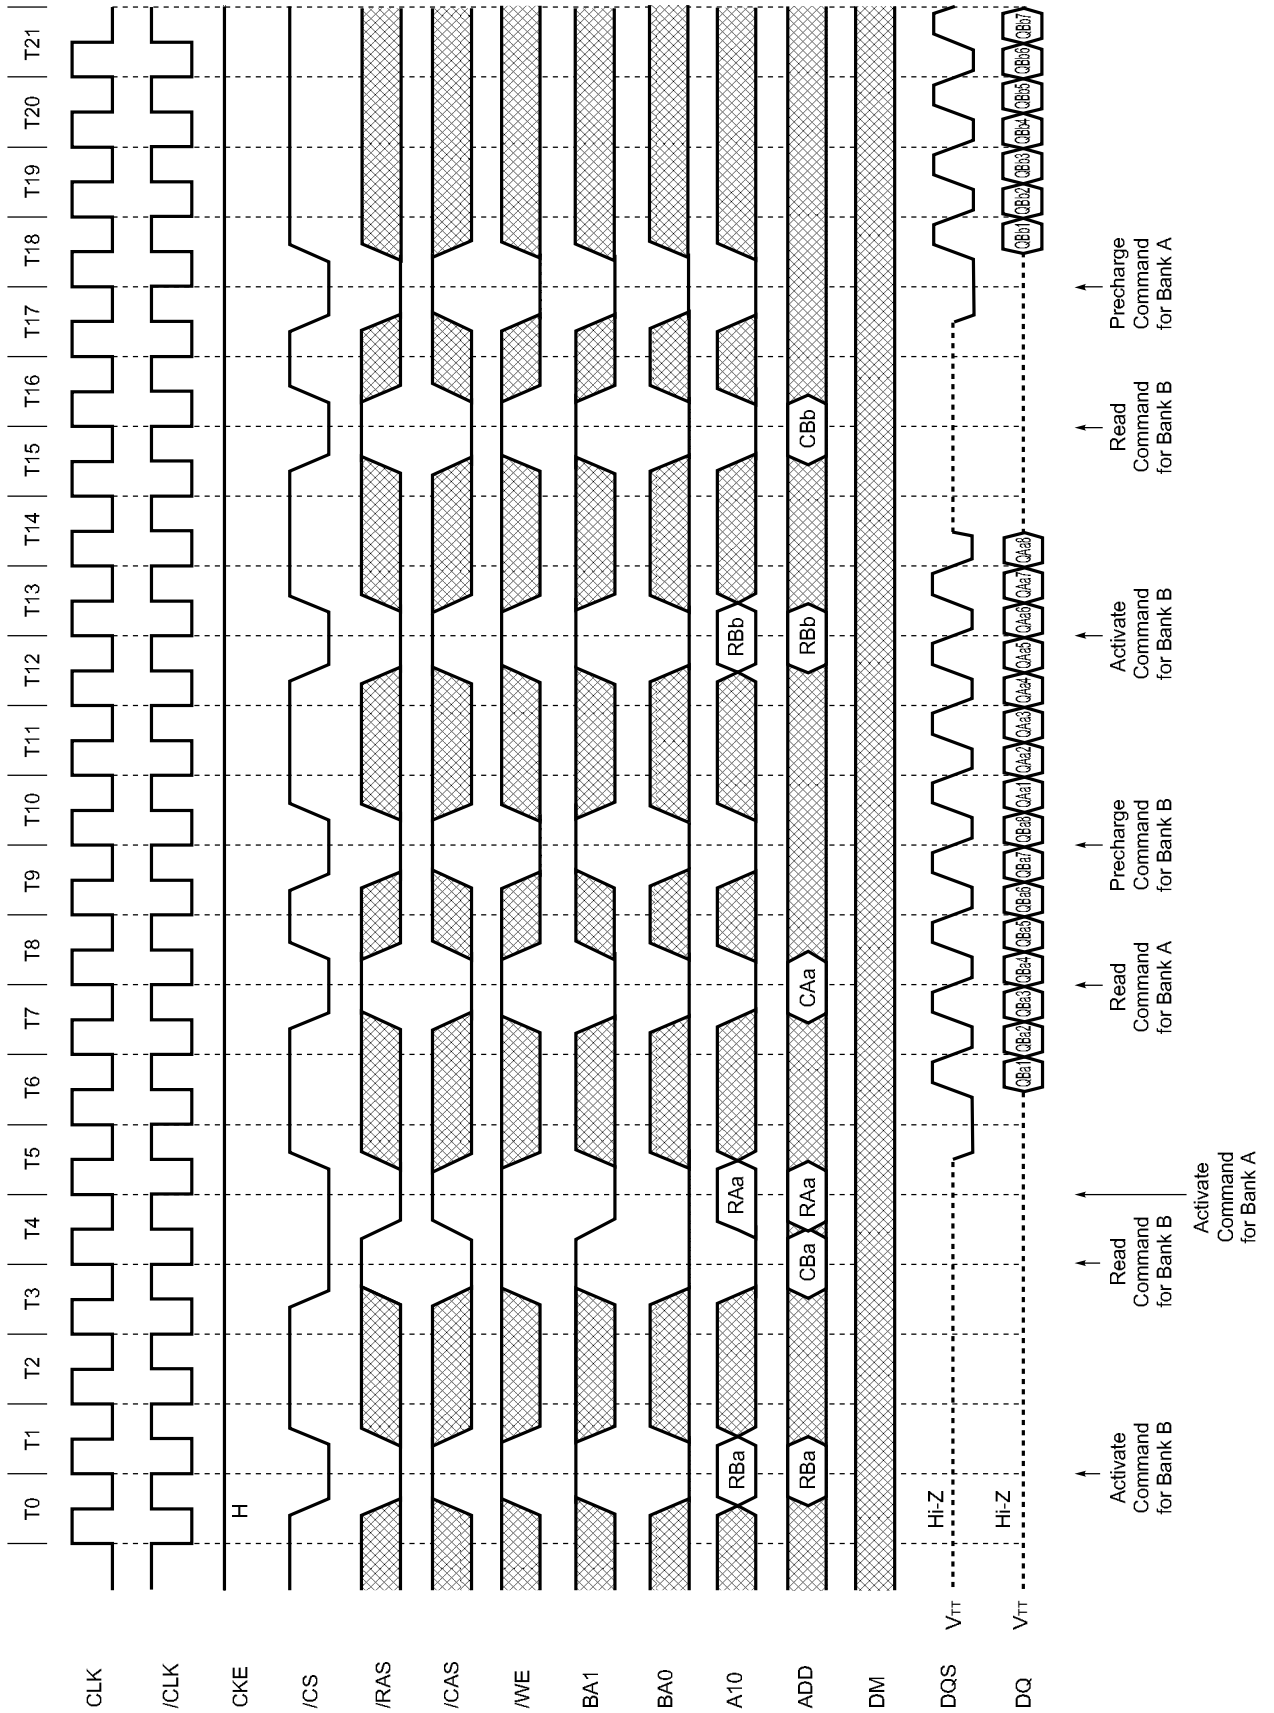 T0 T1 T2 T3 T4 T5 T6 T7 T8 T9 T10 T11 T12 T13 T14 T15 T16 T17 T18 T19 T20 T21
CLK
/CLK
CKE H
/CS
/RAS
/CAS
/WE
BA1
BA0
A10 RBa RAa RBb
ADD RBa CBa RAa CAa RBb CBb
DM
DQS VTT Hi-Z
DQ VTT Hi-Z QBa1 QBa2 QBa3 QBa4 QBa5 QBa6 QBa7 QBa8 QAa1 QAa2 QAa3 QAa4 QAa5 QAa6 QAa7 QAa8 QBb1 QBb2 QBb3 QBb4 QBb5 QBb6 QBb7
Activate
Command
for Bank B
Read
Command
for Bank B
Activate
Command
for Bank A
Read
Command
for Bank A
Precharge
Command
for Bank B
Activate
Command
for Bank B
Read
Command
for Bank B
Precharge
Command
for Bank A